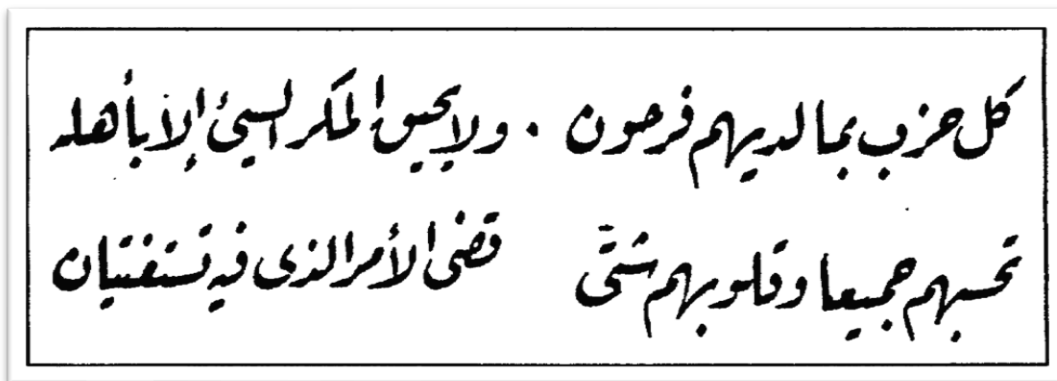 كل حزب بما لديهم فرحون . ولا يحيق المكر السيئ إلا بأهله
تحسبهم جميعا وقلوبهم شتى قضى الأمر الذى فيه تستفتيان